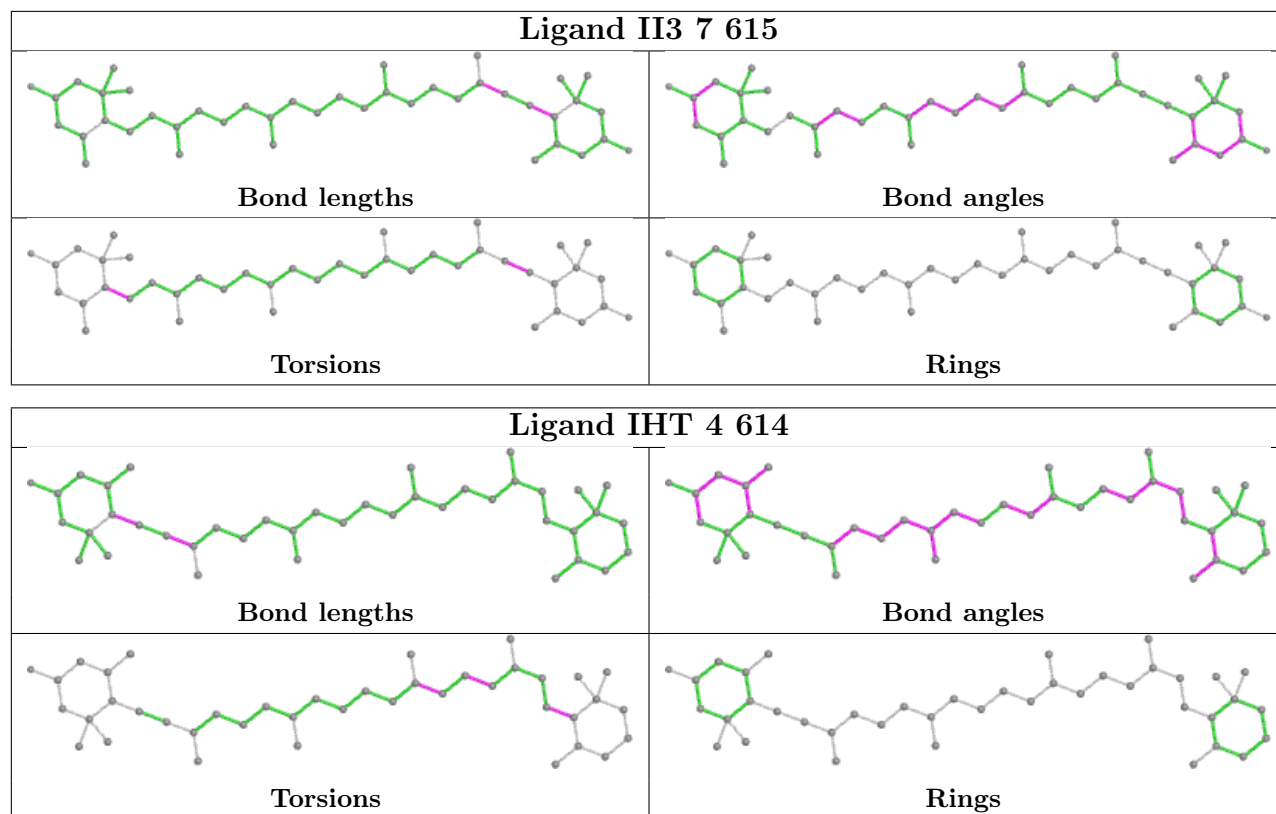 Ligand II3 7 615
Bond lengths
Bond angles
Torsions
Rings
Ligand IHT 4 614
Bond lengths
Bond angles
Torsions
Rings